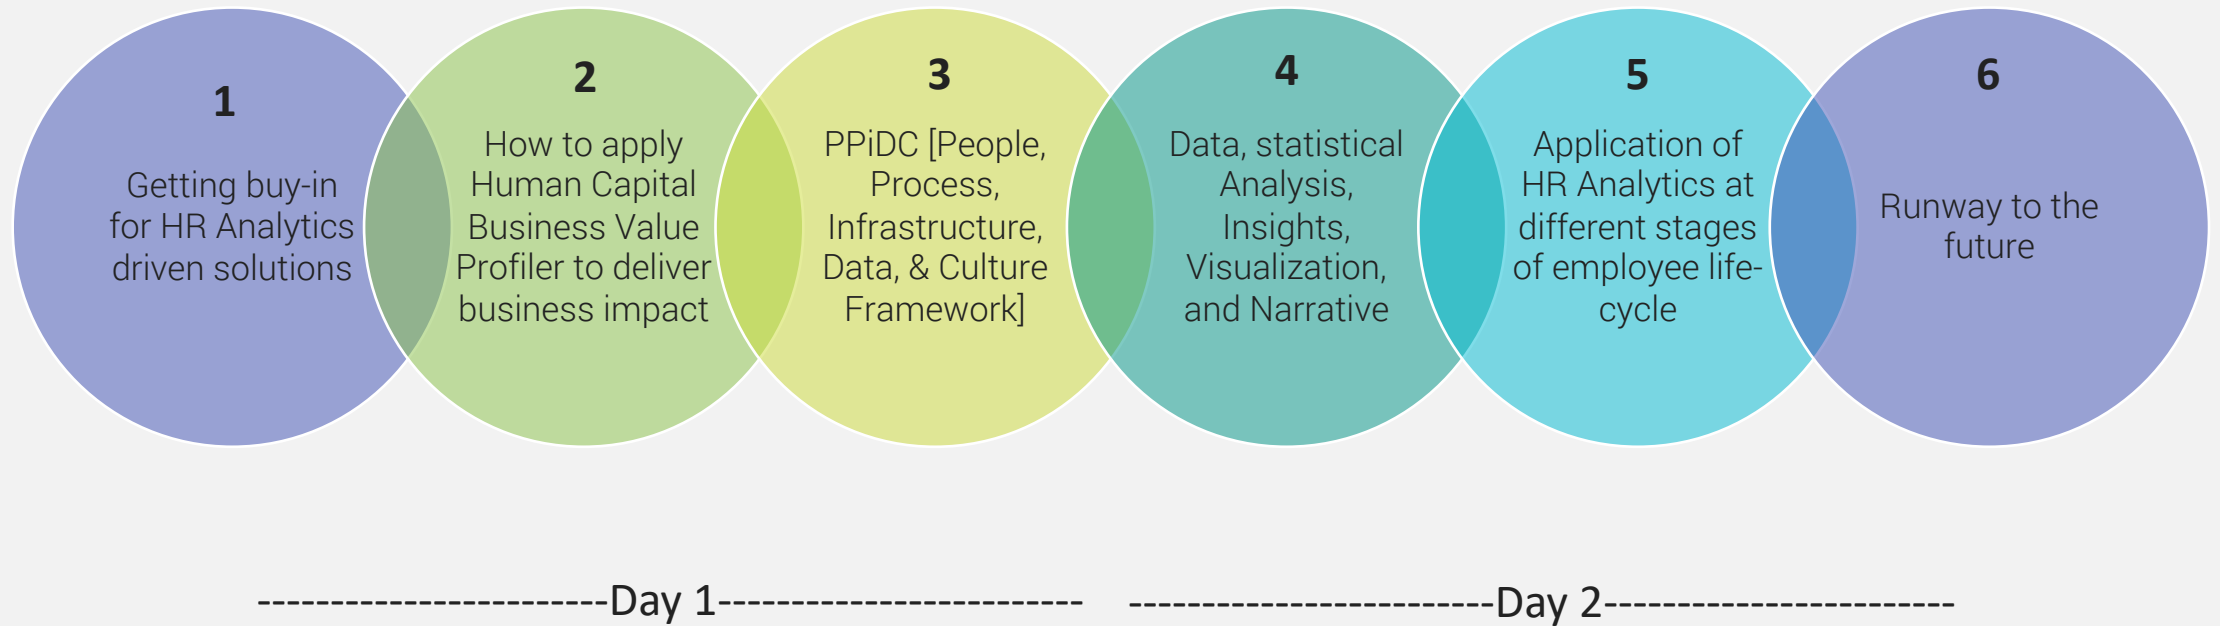 1
Getting buy-in
for HR Analytics
driven solutions
2
How to apply
Human Capital
Business Value
Profiler to deliver
business impact
3
PPiDC [People,
Process,
Infrastructure,
Data, & Culture
Framework]
4
Data, statistical
Analysis,
Insights,
Visualization,
and Narrative
5
Application of
HR Analytics at
different stages
of employee life-
cycle
6
Runway to the
future
------------------------Day 1-------------------------
-------------------------Day 2------------------------